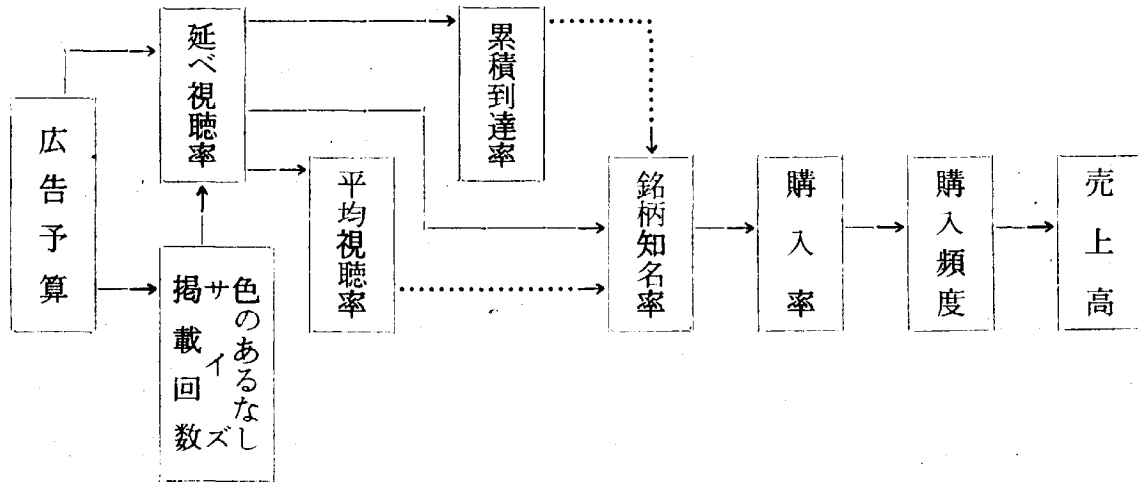 広告予算
延べ視聴率
色のあるなし
サイズ
掲載回数
平均視聴率
累積到達率
銘柄知名率
購入率
購入頻度
売上高